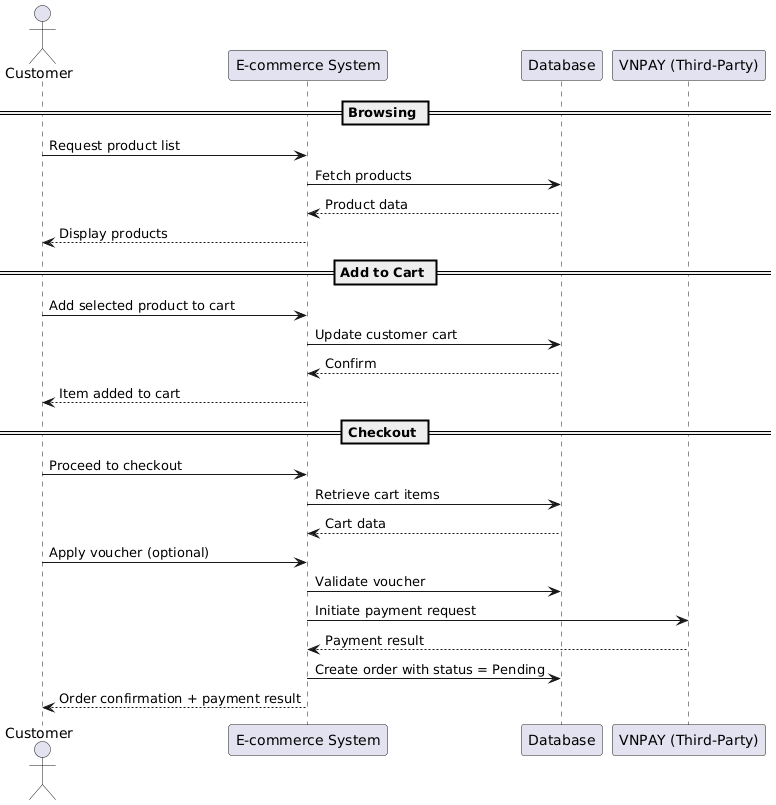 Customer
E-commerce System
Database
VNPAY (Third-Party)
Browsing
Request product list
Fetch products
Product data
Display products
Add to Cart
Add selected product to cart
Update customer cart
Confirm
Item added to cart
Checkout
Proceed to checkout
Retrieve cart items
Cart data
Apply voucher (optional)
Validate voucher
Initiate payment request
Payment result
Create order with status = Pending
Order confirmation + payment result
Customer
E-commerce System
Database
VNPAY (Third-Party)